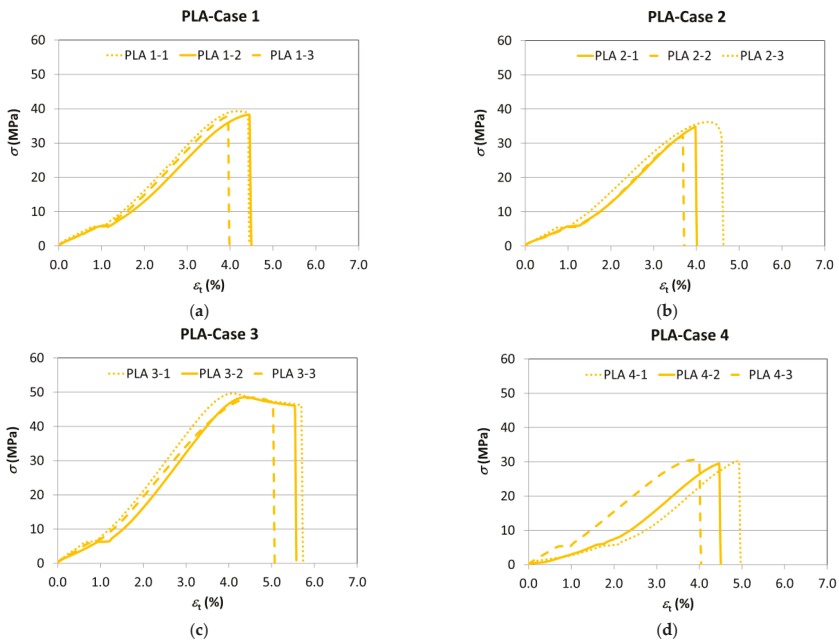 PLA-Case 1
60
PLA 1-1 PLA 1-2 PLA 1-3
50
40
σ (MPa)
30
20
10
0
0.0 1.0 2.0 3.0 4.0 5.0 6.0 7.0
εt (%)
(a)
PLA-Case 2
60
PLA 2-1 PLA 2-2 PLA 2-3
50
40
σ (MPa)
30
20
10
0
0.0 1.0 2.0 3.0 4.0 5.0 6.0 7.0
εt (%)
(b)
PLA-Case 3
60
PLA 3-1 PLA 3-2 PLA 3-3
50
40
σ (MPa)
30
20
10
0
0.0 1.0 2.0 3.0 4.0 5.0 6.0 7.0
εt (%)
(c)
PLA-Case 4
60
PLA 4-1 PLA 4-2 PLA 4-3
50
40
σ (MPa)
30
20
10
0
0.0 1.0 2.0 3.0 4.0 5.0 6.0 7.0
εt (%)
(d)